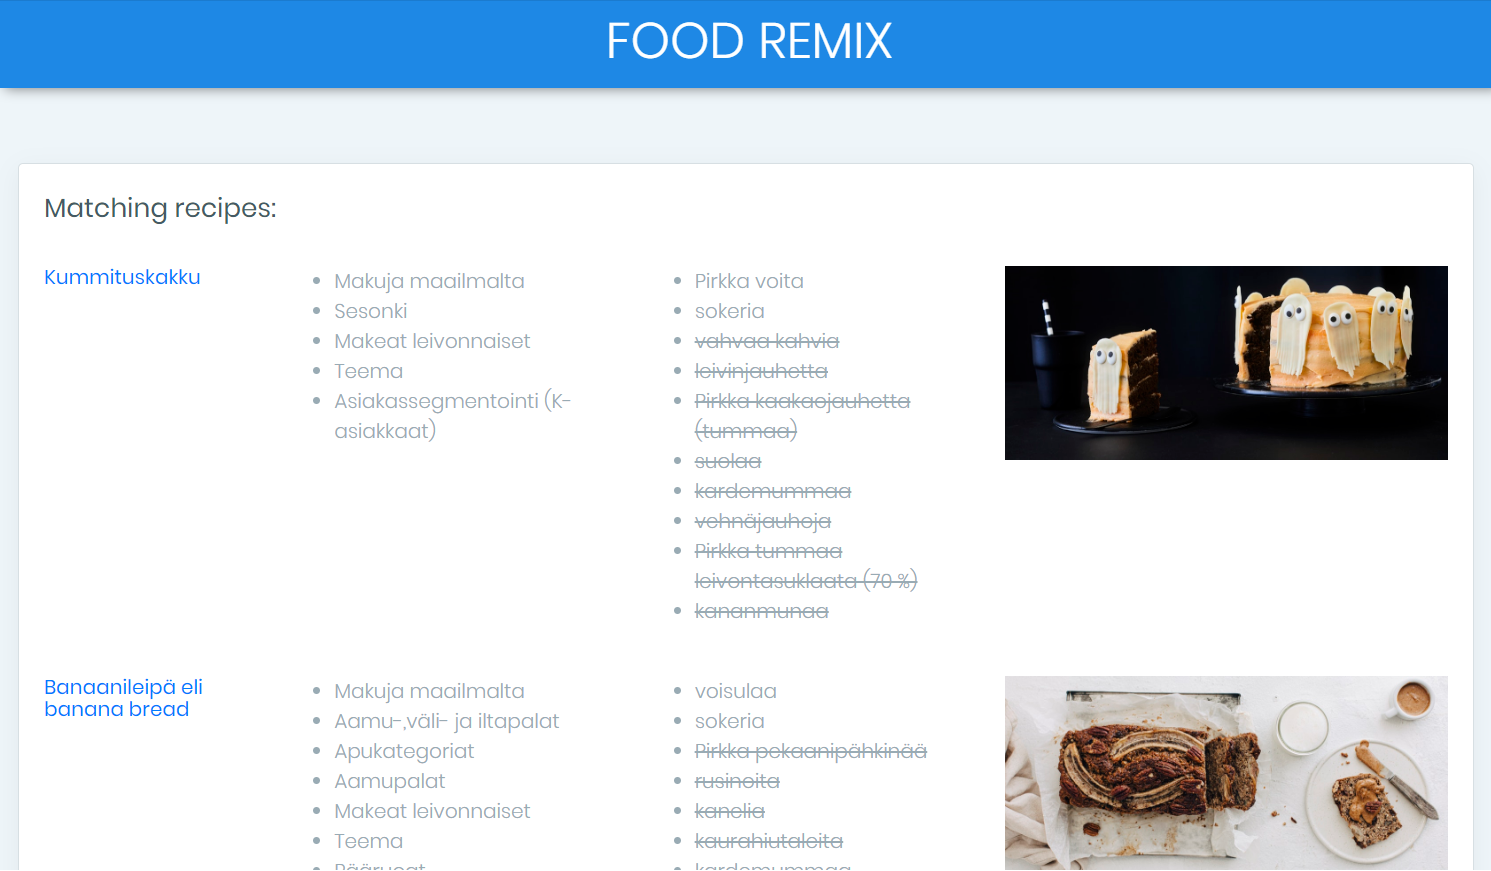 FOOD REMIX
Matching recipes:
Kummituskakku
Makuja maailmalta
Sesonki
Makeat leivonnaiset
Teema
Asiakassegmentointi (K-
asiakkaat)
Pirkka voita
sokeria
vahvaa kahvia
leivinjauhetta
Pirkka kaakaojauhetta
(tummaa)
suolaa
kardemummaa
vehnäjauhoja
Pirkka tummaa
leivontasuklaata (70 %)
kananmunaa
Banaanileipä eli
banana bread
Makuja maailmalta
Aamu-,väli- ja iltapalat
Apukategoriat
Aamupalat
Makeat leivonnaiset
Teema
Pääruoat
voisulaa
sokeria
Pirkka pekaanipähkinää
rusinoita
kanelia
kaurahiutaleita
kardemummaa